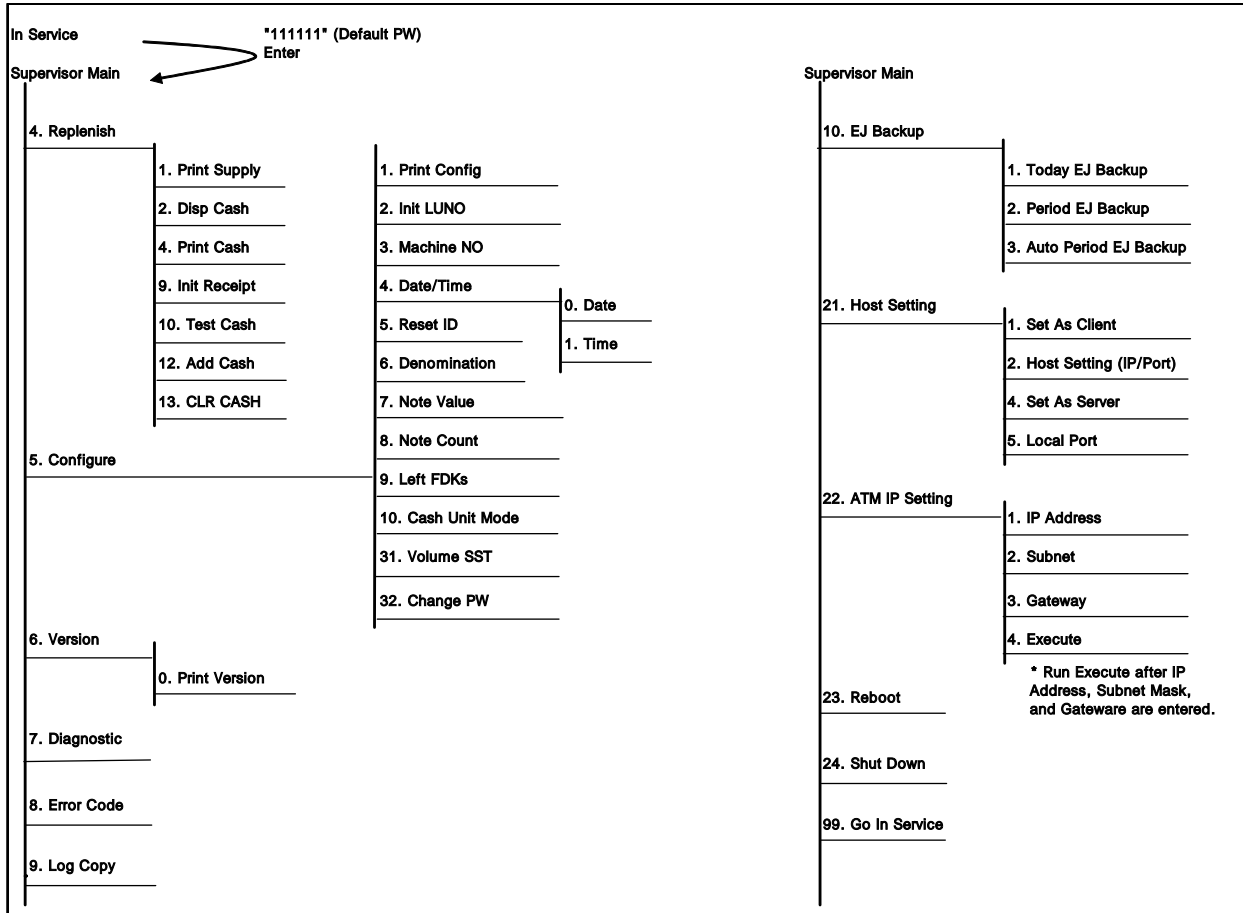 In Service
"111111" (Default PW)
Enter
Supervisor Main
4. Replenish
1. Print Supply
2. Disp Cash
4. Print Cash
9. Init Receipt
10. Test Cash
12. Add Cash
13. CLR CASH
5. Configure
1. Print Config
2. Init LUNO
3. Machine NO
4. Date/Time
0. Date
1. Time
5. Reset ID
6. Denomination
7. Note Value
8. Note Count
9. Left FDKs
10. Cash Unit Mode
31. Volume SST
32. Change PW
6. Version
0. Print Version
7. Diagnostic
8. Error Code
9. Log Copy
Supervisor Main
10. EJ Backup
1. Today EJ Backup
2. Period EJ Backup
3. Auto Period EJ Backup
21. Host Setting
1. Set As Client
2. Host Setting (IP/Port)
4. Set As Server
5. Local Port
22. ATM IP Setting
1. IP Address
2. Subnet
3. Gateway
4. Execute
* Run Execute after IP
Address, Subnet Mask,
and Gateware are entered.
23. Reboot
24. Shut Down
99. Go In Service